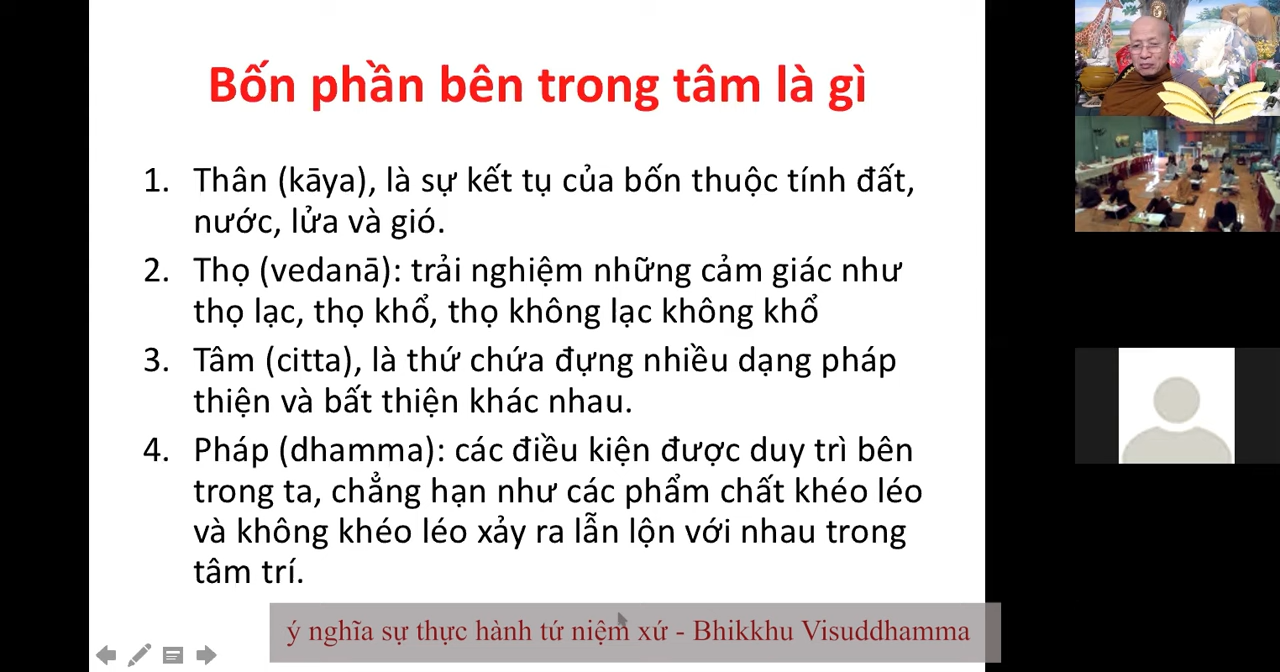 Bốn phần bên trong tâm là gì
1. Thân (kāya), là sự kết tụ của bốn thuộc tính đất,
nước, lửa và gió.
2. Thọ (vedanā): trải nghiệm những cảm giác như
thọ lạc, thọ khổ, thọ không lạc không khổ
3. Tâm (citta), là thứ chứa đựng nhiều dạng pháp
thiện và bất thiện khác nhau.
4. Pháp (dhamma): các điều kiện được duy trì bên
trong ta, chẳng hạn như các phẩm chất khéo léo
và không khéo léo xảy ra lẫn lộn với nhau trong
tâm trí.
ý nghĩa sự thực hành tứ niệm xứ - Bhikkhu Visuddhamma